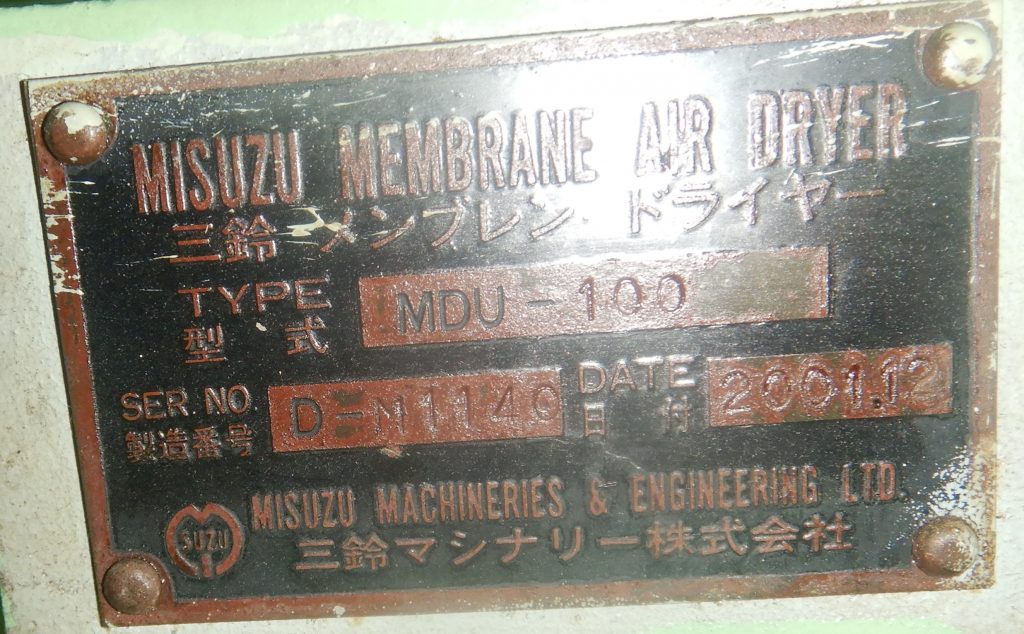 MISUZU MEMBRANE AIR DRYER
三鈴 メンブレン ドライヤー
TYPE MDU-100
型式
SER. NO. D-M1140 DATE 2001.12
製造番号 日付
SUZU MISUZU MACHINERIES & ENGINEERING LTD.
三鈴マシナリー株式会社